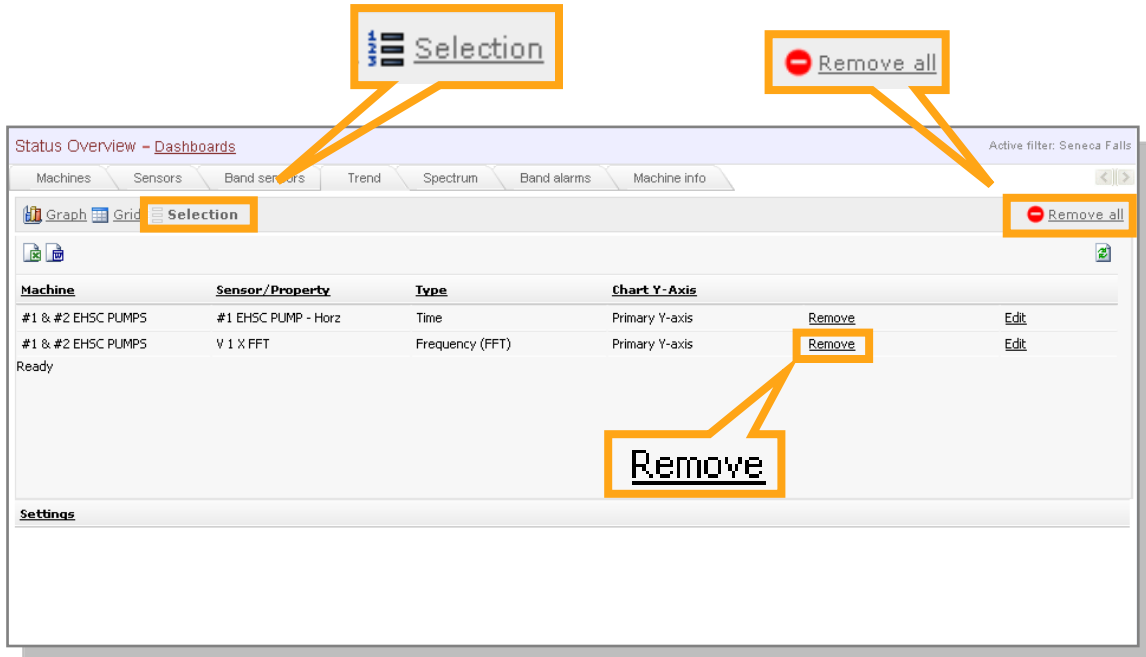 1 2 3 Selection
Remove all
Status Overview – Dashboards Active filter: Seneca Falls
Machines Sensors Band sensors Trend Spectrum Band alarms Machine info
Graph Grid Selection Remove all
Machine Sensor/Property Type Chart Y-Axis
#1 & #2 EHSC PUMPS #1 EHSC PUMP - Horz Time Primary Y-axis Remove Edit
#1 & #2 EHSC PUMPS V 1 X FFT Frequency (FFT) Primary Y-axis Remove Edit
Ready
Remove
Settings